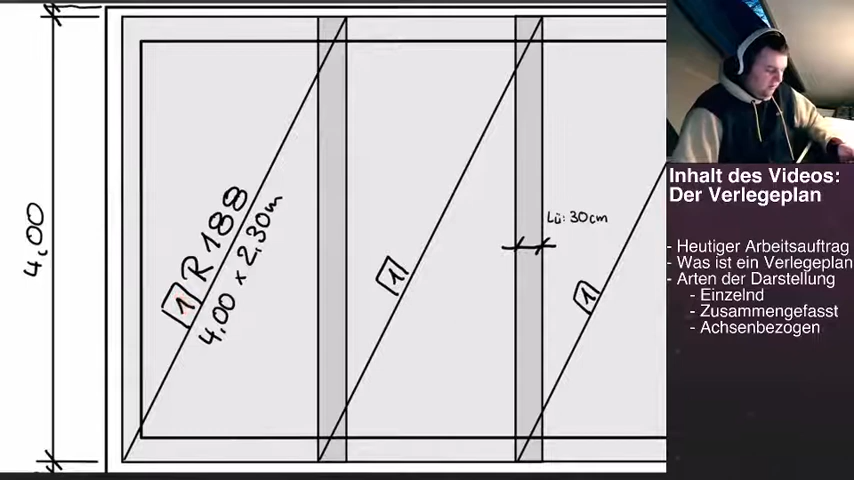 4,00
1 R 188
4,00 x 2.30m
1
Lü: 30cm
1
Inhalt des Videos:
Der Verlegeplan
- Heutiger Arbeitsauftrag
- Was ist ein Verlegeplan
- Arten der Darstellung
- Einzelnd
- Zusammengefasst
- Achsenbezogen